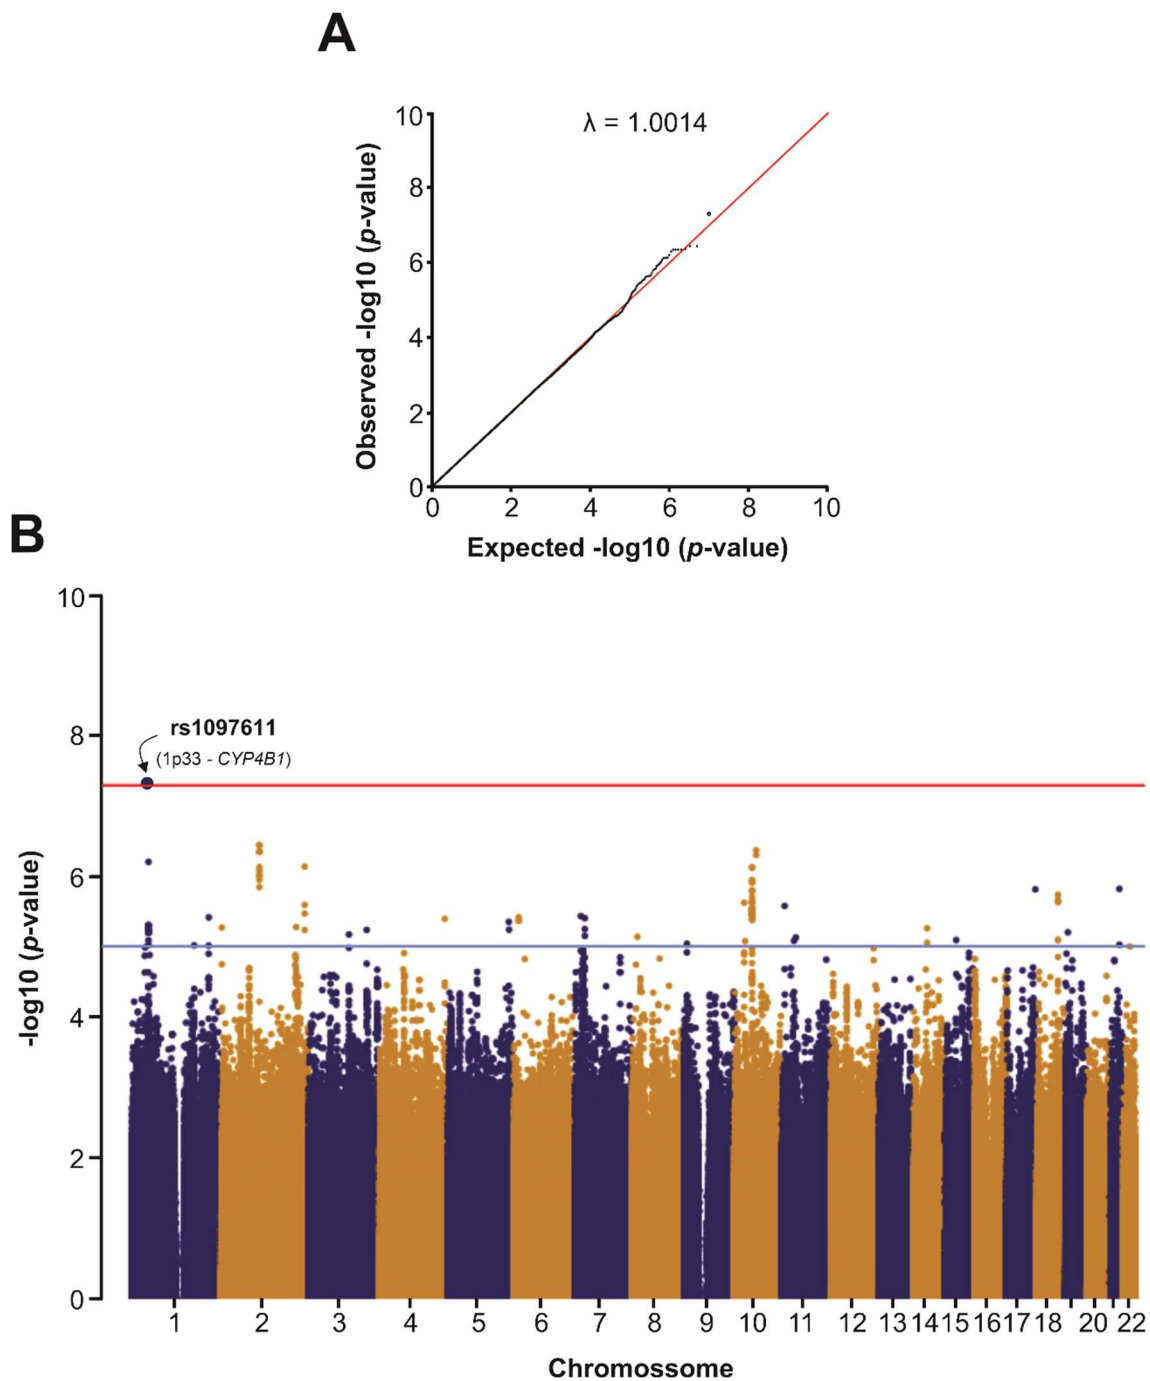 A
λ = 1.0014
Observed -log10 (p-value)
10
8
6
4
2
0
0 2 4 6 8 10
Expected -log10 (p-value)
B
-log10 (p-value)
10
8
6
4
2
0
rs1097611
(1p33 - CYP4B1)
1 2 3 4 5 6 7 8 9 10 11 12 13 14 15 16 17 18 20 22
Chromossome